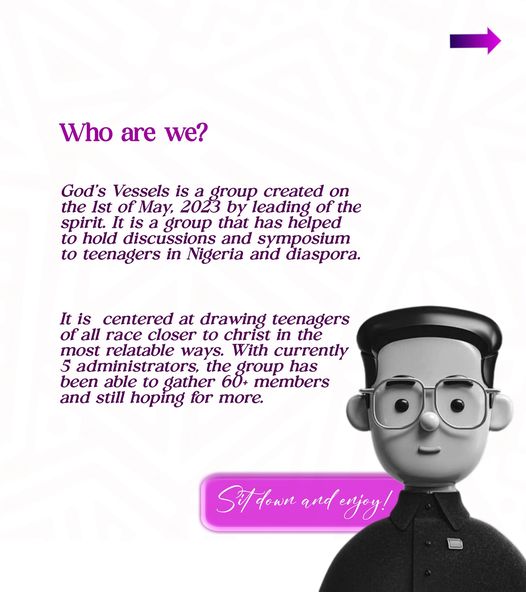 Who are we?
God's Vessels is a group created on
the 1st of May, 2023 by leading of the
spirit. It is a group that has helped
to hold discussions and symposium
to teenagers in Nigeria and diaspora.
It is centered at drawing teenagers
of all race closer to christ in the
most relatable ways. With currently
5 administrators, the group has
been able to gather 60+ members
and still hoping for more.
Sit down and enjoy!